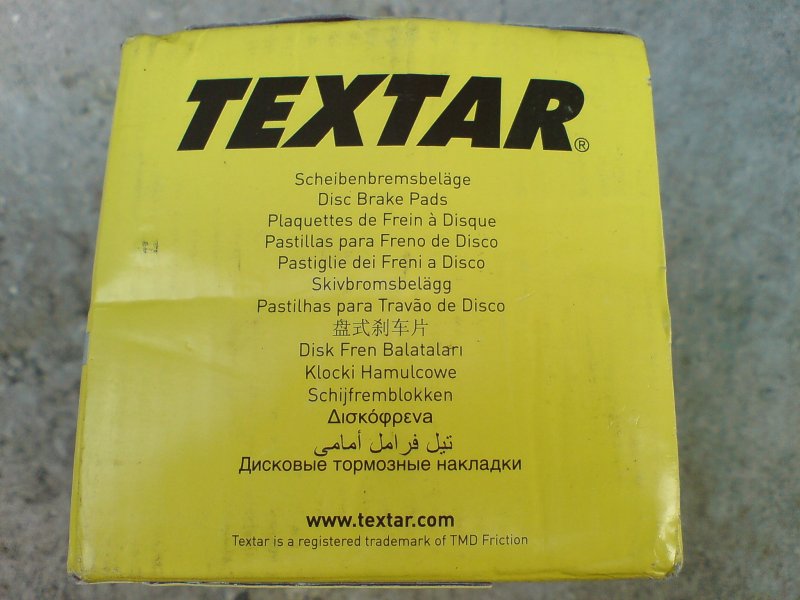 TEXTAR®
Scheibenbremsbeläge
Disc Brake Pads
Plaquettes de Frein à Disque
Pastillas para Freno de Disco
Pastiglie dei Freni a Disco
Skivbromsbelägg
Pastilhas para Travão de Disco
盘式刹车片
Disk Fren Balataları
Klocki Hamulcowe
Schijfremblokken
Δισκόφρενα
تيل فرامل أمامى
Дисковые тормозные накладки
www.textar.com
Textar is a registered trademark of TMD Friction